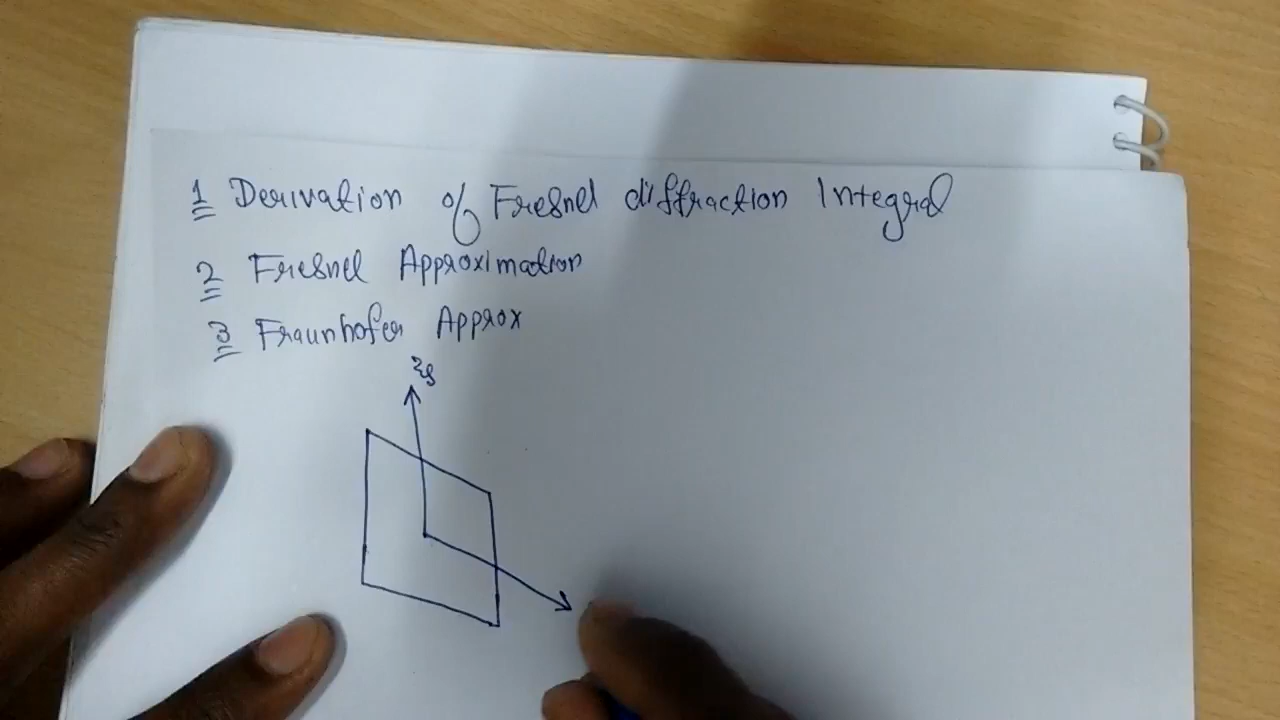 1 Derivation of Fresnel diffraction Integral
2 Fresnel Approximation
3 Fraunhofer Approx